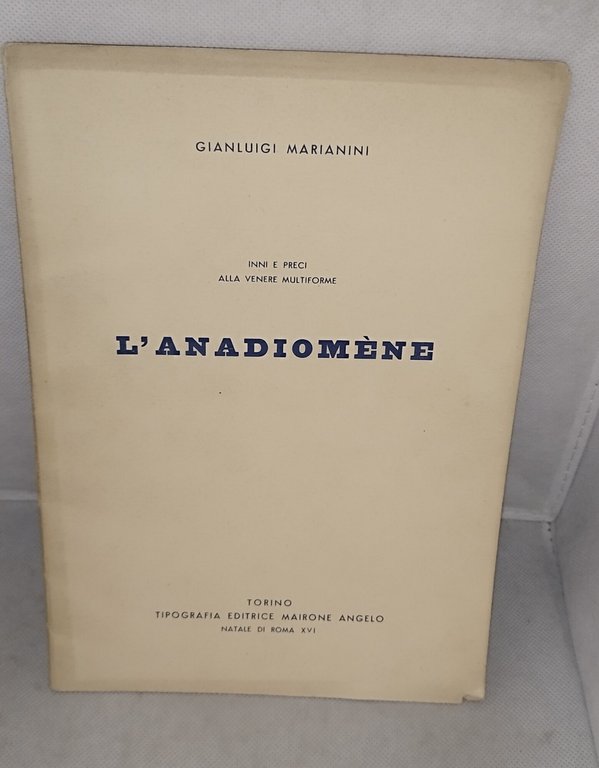 GIANLUIGI MARIANINI
INNI E PRECI
ALLA VENERE MULTIFORME
L'ANADIOMÈNE
TORINO
TIPOGRAFIA EDITRICE MAIRONE ANGELO
NATALE DI ROMA XVI